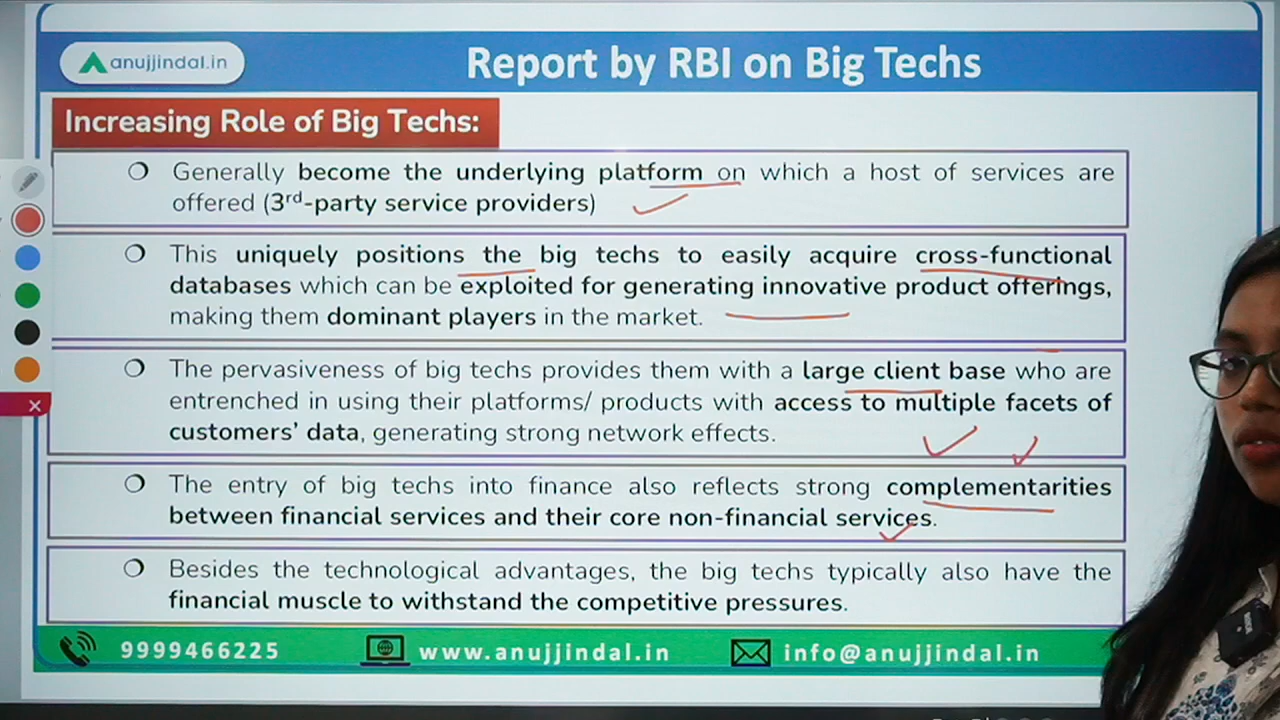 anujjindal.in
Report by RBI on Big Techs
Increasing Role of Big Techs:
Generally become the underlying platform on which a host of services are
offered (3rd-party service providers)
This uniquely positions the big techs to easily acquire cross-functional
databases which can be exploited for generating innovative product offerings,
making them dominant players in the market.
The pervasiveness of big techs provides them with a large client base who are
entrenched in using their platforms/ products with access to multiple facets of
customers' data, generating strong network effects.
The entry of big techs into finance also reflects strong complementarities
between financial services and their core non-financial services.
Besides the technological advantages, the big techs typically also have the
financial muscle to withstand the competitive pressures.
9999466225 www.anujjindal.in info@anujjindal.in